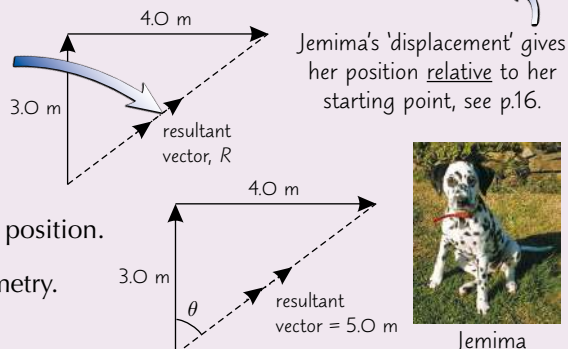 4.0 m
Jemima's 'displacement' gives
her position relative to her
starting point, see p.16.
3.0 m
resultant
vector, R
4.0 m
position.
netry.
3.0 m
θ
resultant
vector = 5.0 m
Jemima